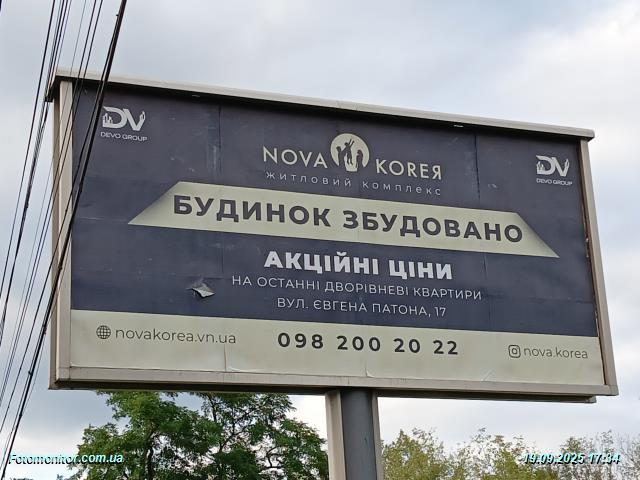 DV
DEVO GROUP
NOVA KOREЯ
ЖИТЛОВИЙ КОМПЛЕКС
DV
DEVO GROUP
БУДИНОК ЗБУДОВАНО
АКЦІЙНІ ЦІНИ
НА ОСТАННІ ДВОРІВНЕВІ КВАРТИРИ
ВУЛ. ЄВГЕНА ПАТОНА, 17
novakorea.vn.ua
098 200 20 22
nova.korea
Fotomonitor.com.ua
19.09.2025 17:34